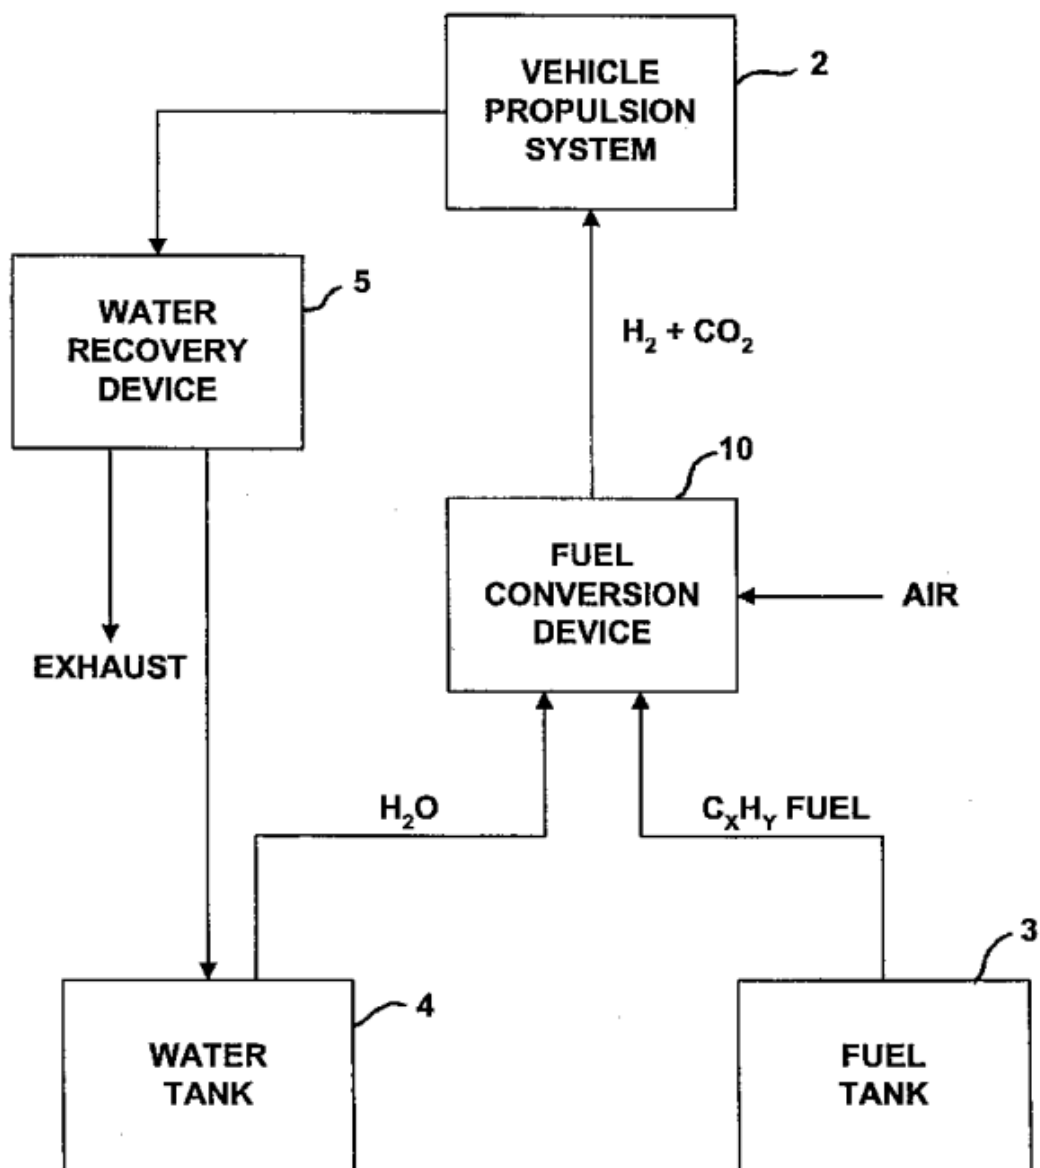 VEHICLE
PROPULSION
SYSTEM
2
WATER
RECOVERY
DEVICE
5
H₂ + CO₂
10
FUEL
CONVERSION
DEVICE
AIR
EXHAUST
H₂O
CₓHᵧ FUEL
3
4
WATER
TANK
FUEL
TANK